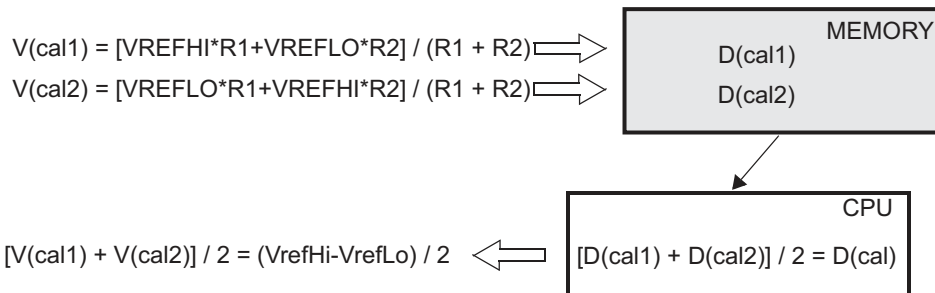 V(cal1) = [VREFHI*R1+VREFLO*R2] / (R1 + R2)
V(cal2) = [VREFLO*R1+VREFHI*R2] / (R1 + R2)
MEMORY
D(cal1)
D(cal2)
CPU
[V(cal1) + V(cal2)] / 2 = (VrefHi-VrefLo) / 2
[D(cal1) + D(cal2)] / 2 = D(cal)